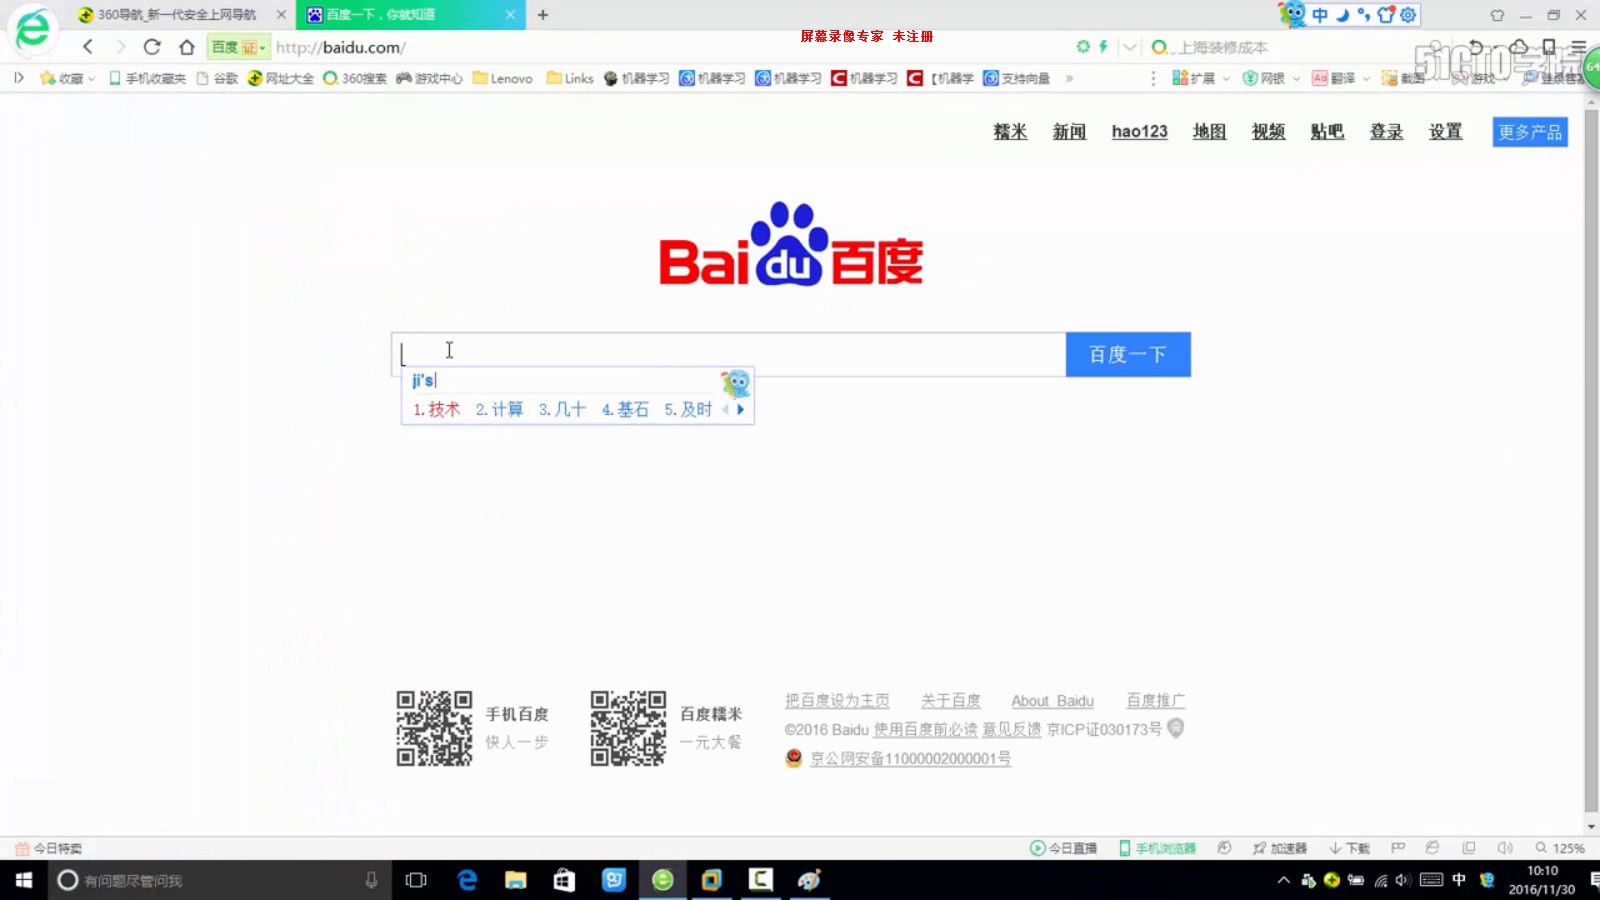 360导航_新一代安全上网导航
百度一下，你就知道
中
屏幕录像专家 未注册
百度 证
http://baidu.com/
上海装修成本
51CTO学院
64
收藏 手机收藏夹 谷歌 网址大全 360搜索 游戏中心 Lenovo Links 机器学习 机器学习 机器学习 机器学习 【机器学 支持向量 » 扩展 网银 翻译 截图 游戏 登录管家
糯米 新闻 hao123 地图 视频 贴吧 登录 设置 更多产品
Bai du 百度
百度一下
ji's
1.技术 2.计算 3.几十 4.基石 5.及时
手机百度
快人一步
百度糯米
一元大餐
把百度设为主页 关于百度 About Baidu 百度推广
©2016 Baidu 使用百度前必读 意见反馈 京ICP证030173号
京公网安备11000002000001号
今日特卖
今日直播 手机浏览器 加速器 下载 125%
有问题尽管问我
中
10:10
2016/11/30